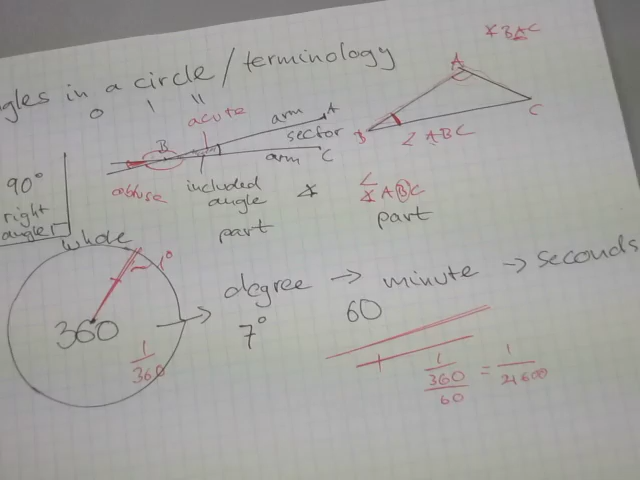 ∡BAC
ngles in a circle / terminology
° ' "
A
acute
arm A
B
sector
C
arm C
B
∠ABC
90°
right
angle
obtuse
included
angle
∡
∠
∡ABC
part
part
whole
1°
degree → minute → seconds
360 → 7° 60
1/360
1/360/60 = 1/21600